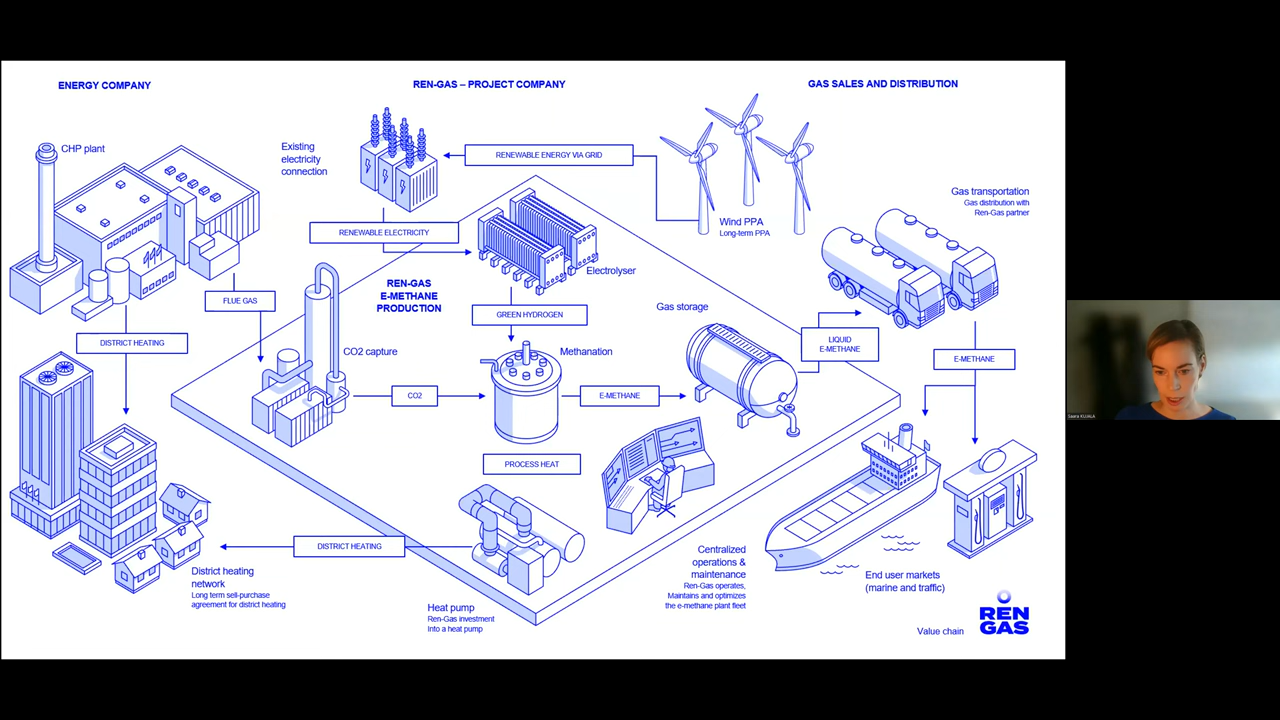 ENERGY COMPANY
REN-GAS – PROJECT COMPANY
GAS SALES AND DISTRIBUTION
CHP plant
Existing
electricity
connection
RENEWABLE ENERGY VIA GRID
Wind PPA
Long-term PPA
Gas transportation
Gas distribution with
Ren-Gas partner
RENEWABLE ELECTRICITY
Electrolyser
FLUE GAS
REN-GAS
E-METHANE
PRODUCTION
GREEN HYDROGEN
Gas storage
DISTRICT HEATING
CO2 capture
Methanation
LIQUID
E-METHANE
E-METHANE
CO2
E-METHANE
PROCESS HEAT
DISTRICT HEATING
District heating
network
Long term sell-purchase
agreement for district heating
Heat pump
Ren-Gas investment
Into a heat pump
Centralized
operations &
maintenance
Ren-Gas operates,
Maintains and optimizes
the e-methane plant fleet
End user markets
(marine and traffic)
Value chain
REN
GAS
Saara KUJALA